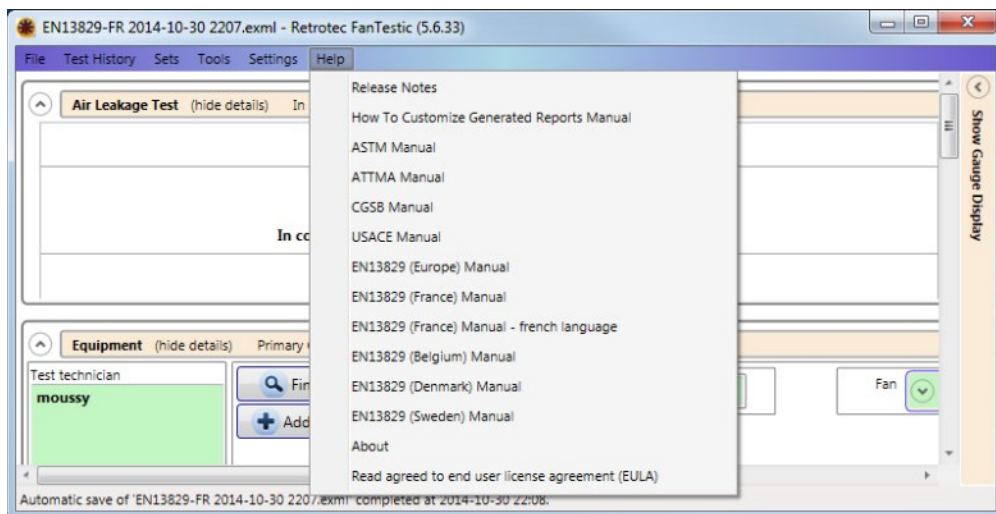 EN13829-FR 2014-10-30 2207.exml - Retrotec FanTestic (5.6.33)
File Test History Sets Tools Settings Help
Air Leakage Test (hide details) In
In
Release Notes
How To Customize Generated Reports Manual
ASTM Manual
ATTMA Manual
CGSB Manual
USACE Manual
EN13829 (Europe) Manual
EN13829 (France) Manual
EN13829 (France) Manual - french language
EN13829 (Belgium) Manual
EN13829 (Denmark) Manual
EN13829 (Sweden) Manual
About
Read agreed to end user license agreement (EULA)
Show Gauge Display
Equipment (hide details) Primary
Test technician
moussy
Add
Fan
Automatic save of 'EN13829-FR 2014-10-30 2207.exml' completed at 2014-10-30 22:08.